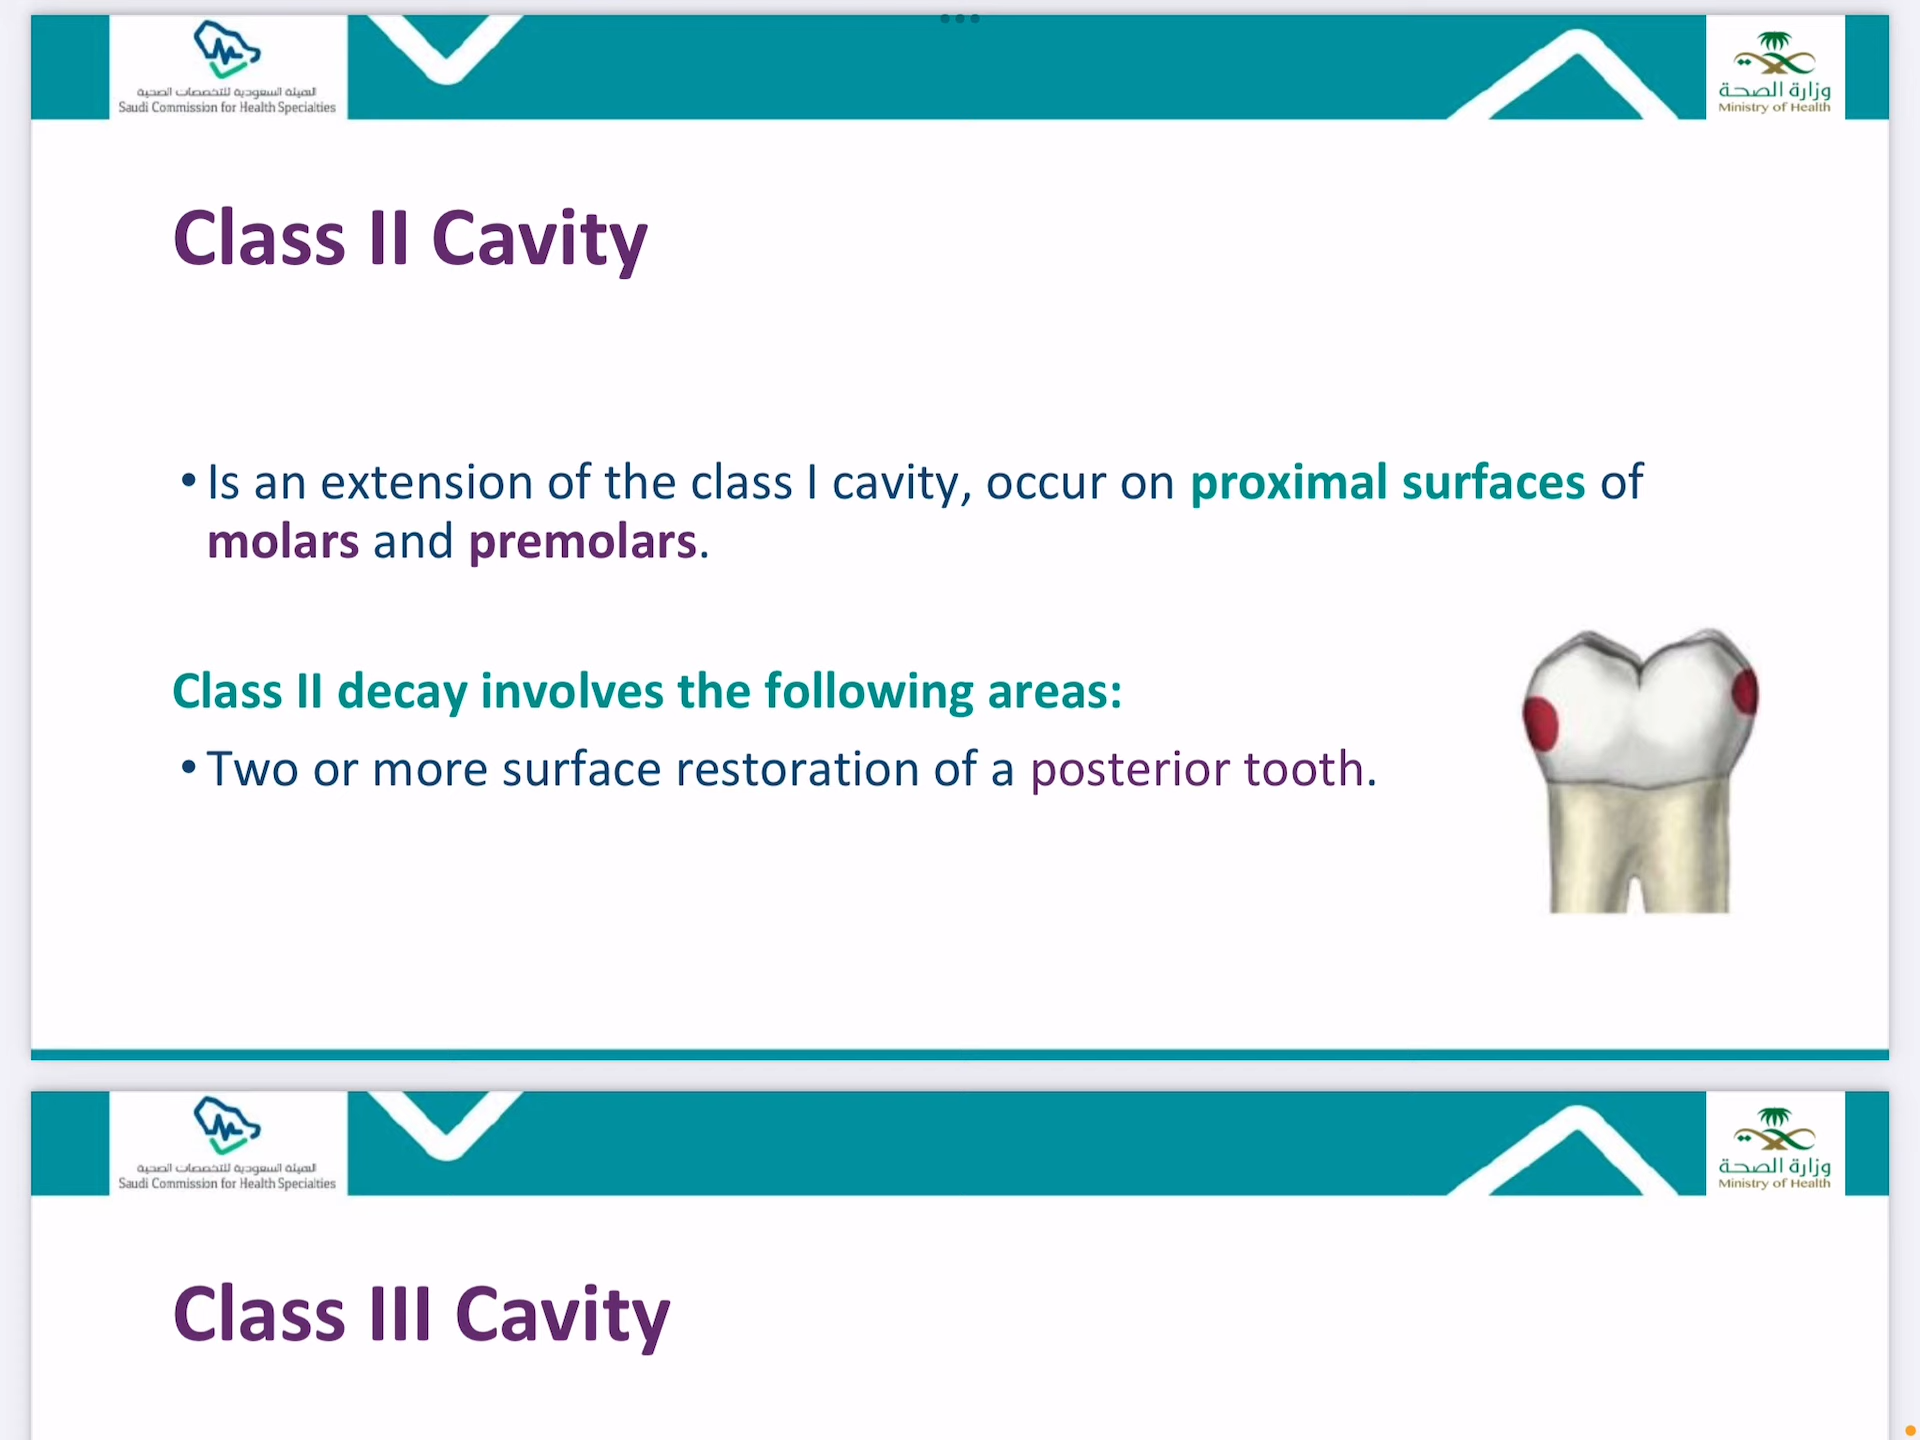 الهيئة السعودية للتخصصات الصحية
Saudi Commission for Health Specialties
وزارة الصحة
Ministry of Health
Class II Cavity
• Is an extension of the class I cavity, occur on proximal surfaces of
molars and premolars.
Class II decay involves the following areas:
• Two or more surface restoration of a posterior tooth.
الهيئة السعودية للتخصصات الصحية
Saudi Commission for Health Specialties
وزارة الصحة
Ministry of Health
Class III Cavity